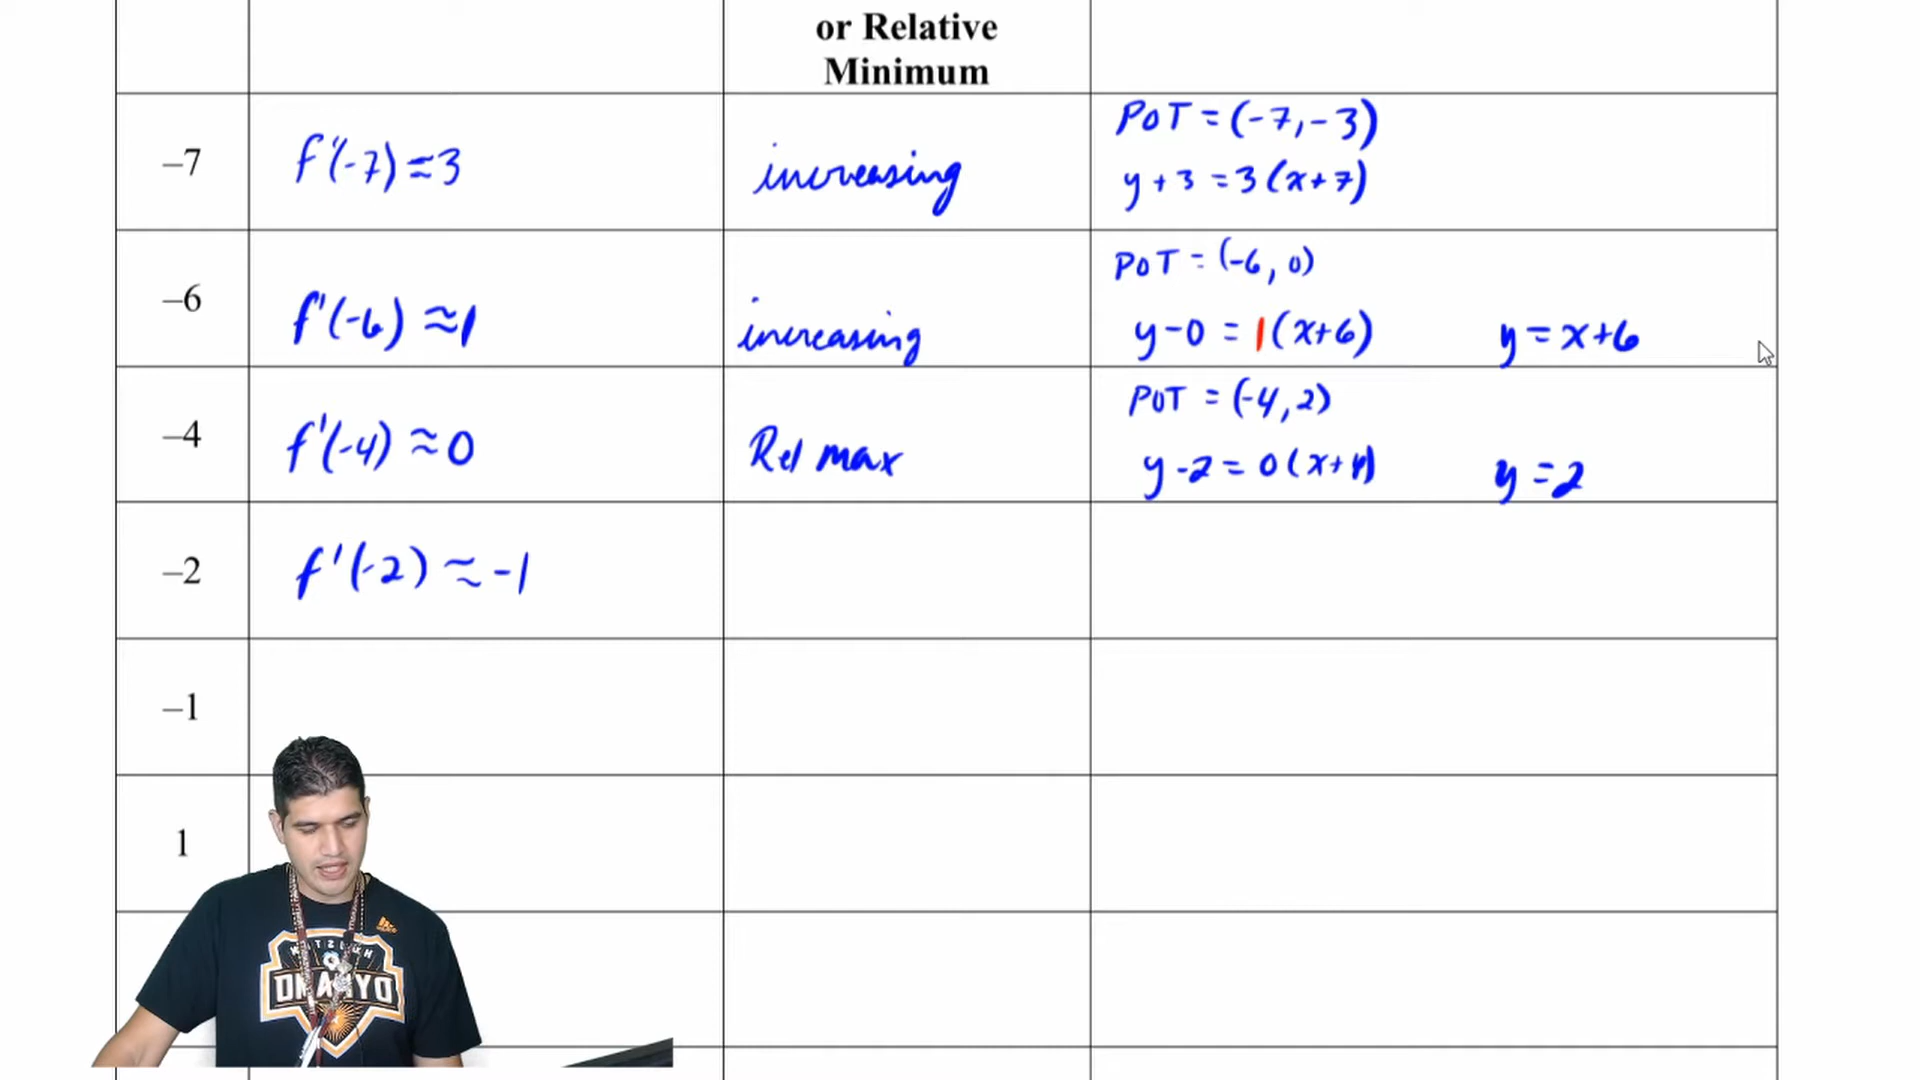 or Relative
Minimum
–7
f'(-7)≈3
increasing
POT = (-7,-3)
y+3 = 3(x+7)
–6
f'(-6) ≈1
increasing
POT = (-6, 0)
y-0 = 1(x+6)
y = x+6
–4
f'(-4) ≈0
Rel max
POT = (-4,2)
y-2 = 0(x+4)
y = 2
–2
f'(-2) ≈ -1
–1
1